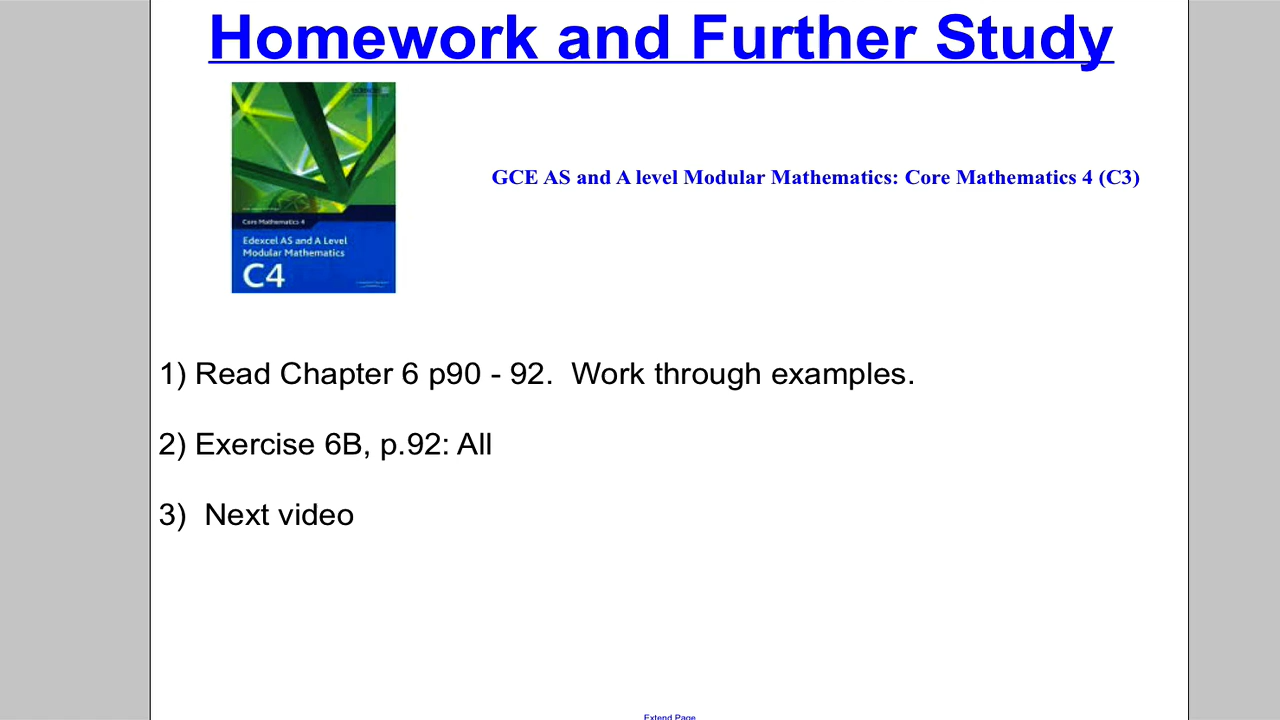 Homework and Further Study
GCE AS and A level Modular Mathematics: Core Mathematics 4 (C3)
Core Mathematics 4
Edexcel AS and A Level
Modular Mathematics
C4
1) Read Chapter 6 p90 - 92. Work through examples.
2) Exercise 6B, p.92: All
3) Next video
Extend Page